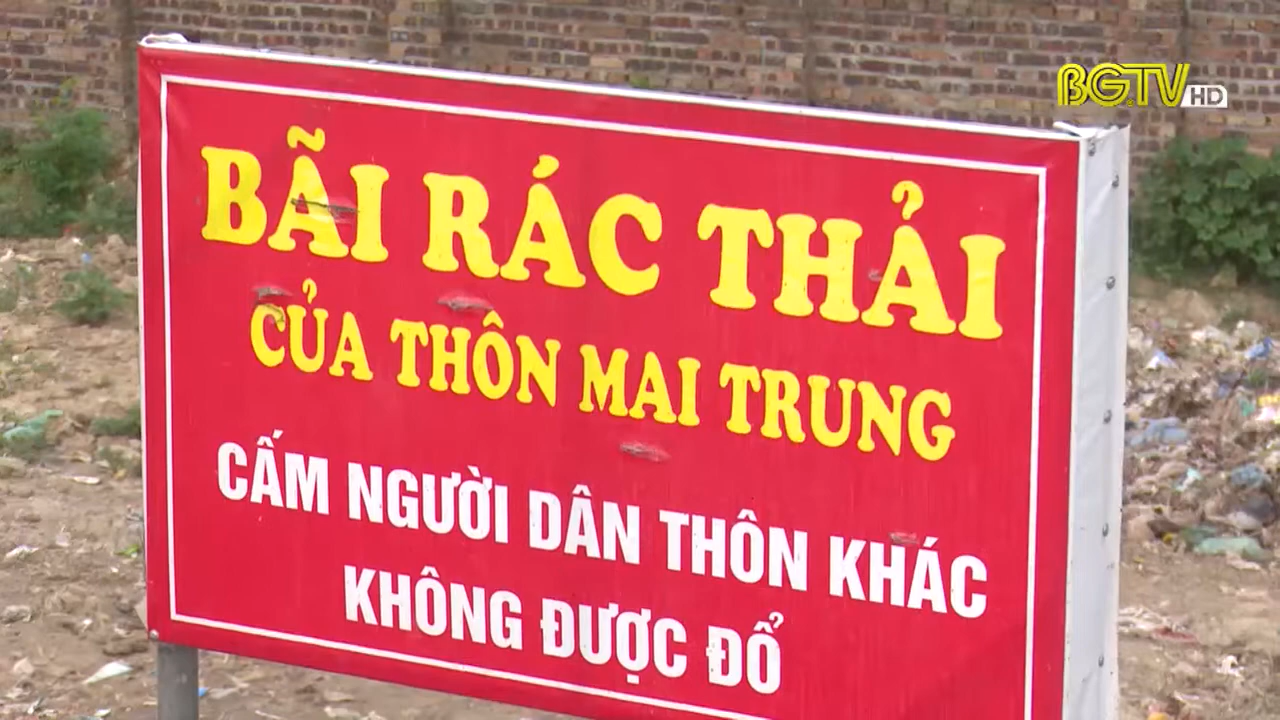 BGTV HD
BÃI RÁC THẢI
CỦA THÔN MAI TRUNG
CẤM NGƯỜI DÂN THÔN KHÁC
KHÔNG ĐƯỢC ĐỔ